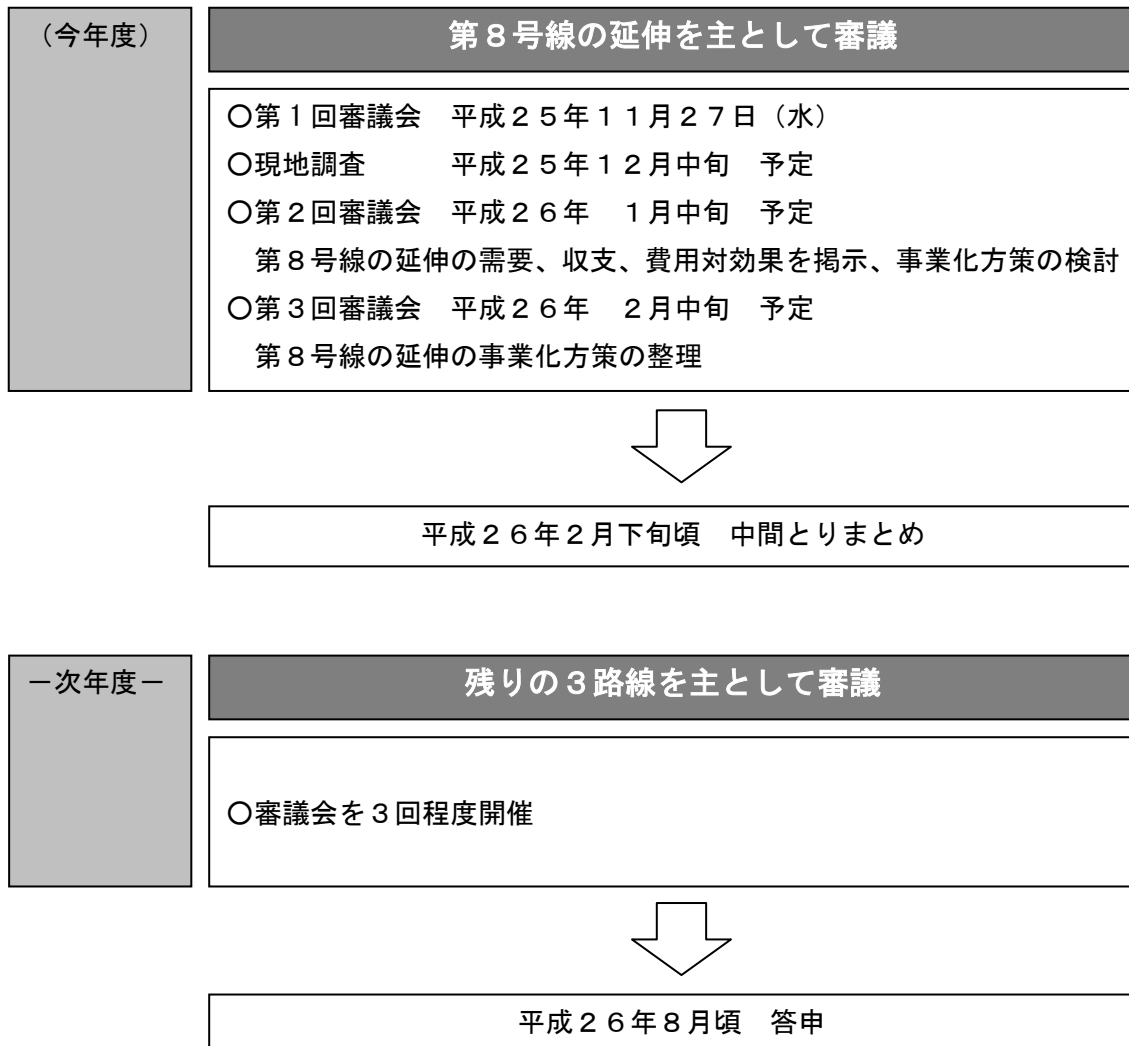 （今年度）
第８号線の延伸を主として審議
〇第１回審議会　平成２５年１１月２７日（水）
〇現地調査　　　平成２５年１２月中旬　予定
〇第２回審議会　平成２６年　１月中旬　予定
第８号線の延伸の需要、収支、費用対効果を掲示、事業化方策の検討
〇第３回審議会　平成２６年　２月中旬　予定
第８号線の延伸の事業化方策の整理
平成２６年２月下旬頃　中間とりまとめ
－次年度－
残りの３路線を主として審議
〇審議会を３回程度開催
平成２６年８月頃　答申